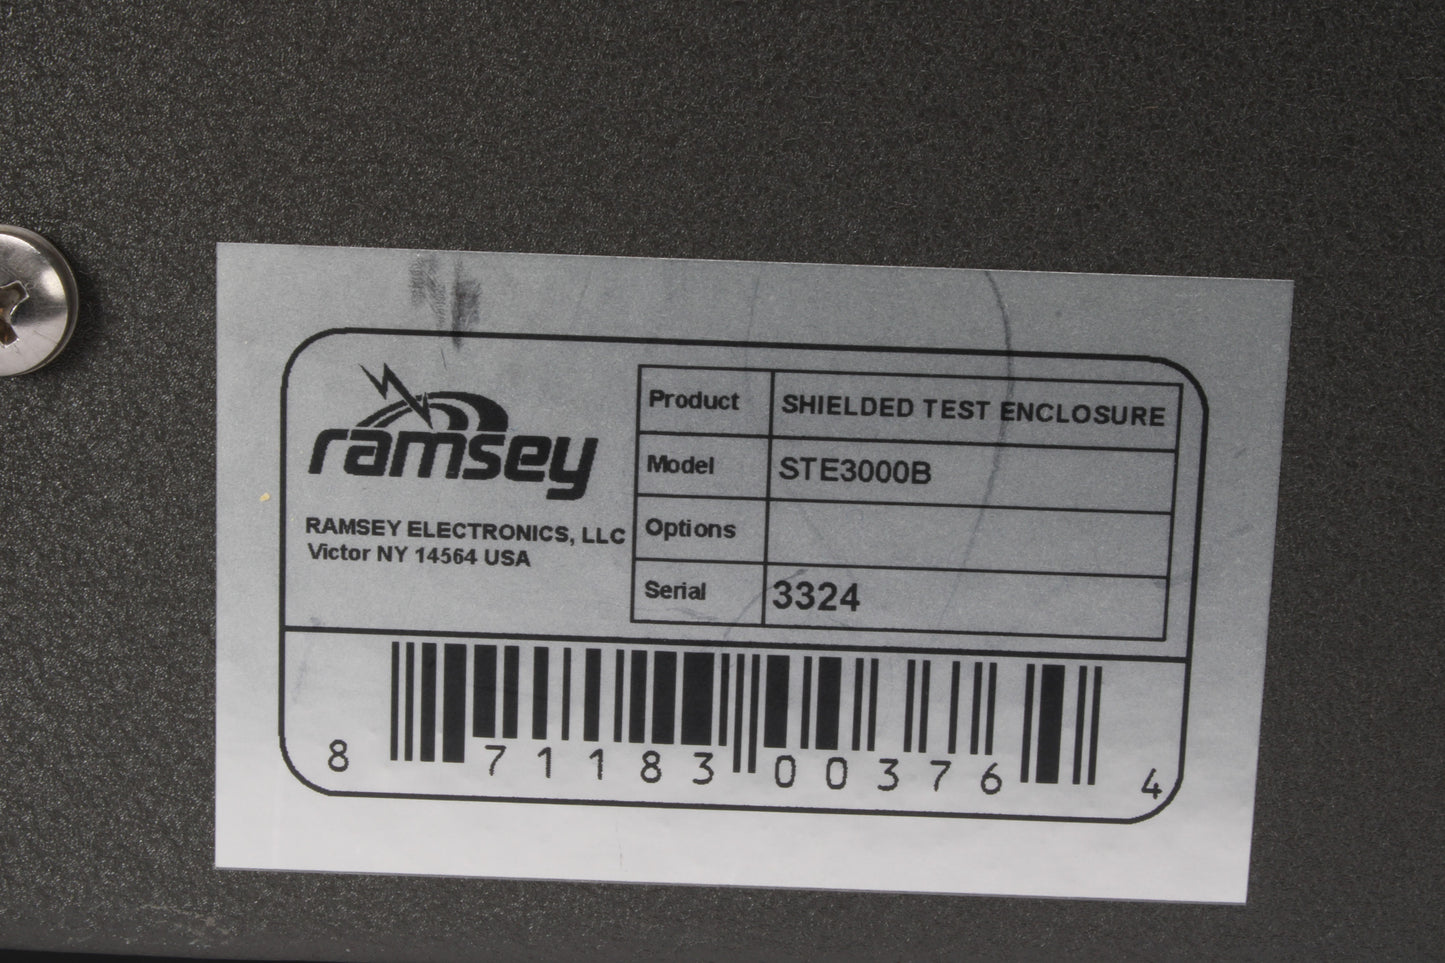 ramsey
RAMSEY ELECTRONICS, LLC
Victor NY 14564 USA
Product SHIELDED TEST ENCLOSURE
Model STE3000B
Options
Serial 3324
8 71183 00376 4